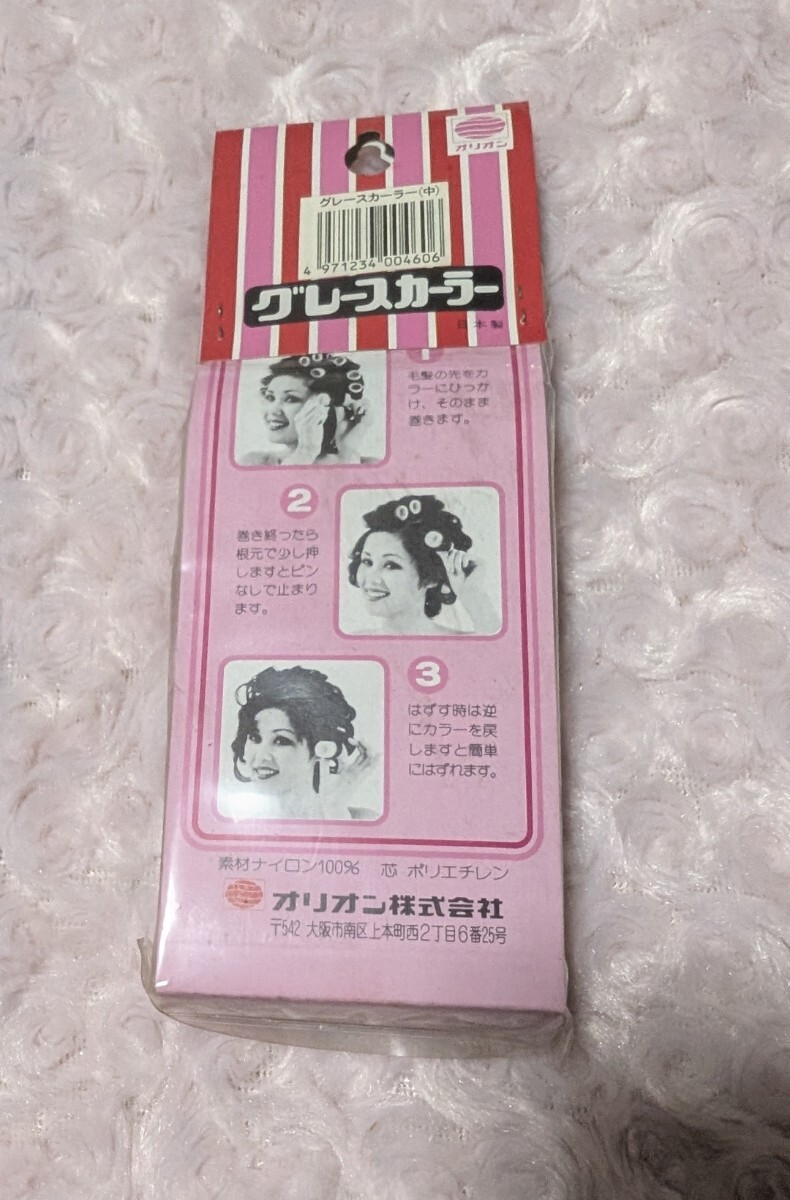 オリオン
グレースカーラー(中)
4 971234 004606
グレースカーラー
日本製
1
毛髪の先をカ
ラーにひっか
け、そのまま
巻きます。
2
巻き終ったら
根元で少し押
しますとピン
なしで止まり
ます。
3
はずす時は逆
にカラーを戻
しますと簡単
にはずれます。
素材ナイロン100% 芯 ポリエチレン
オリオン株式会社
〒542 大阪市南区上本町西2丁目6番25号